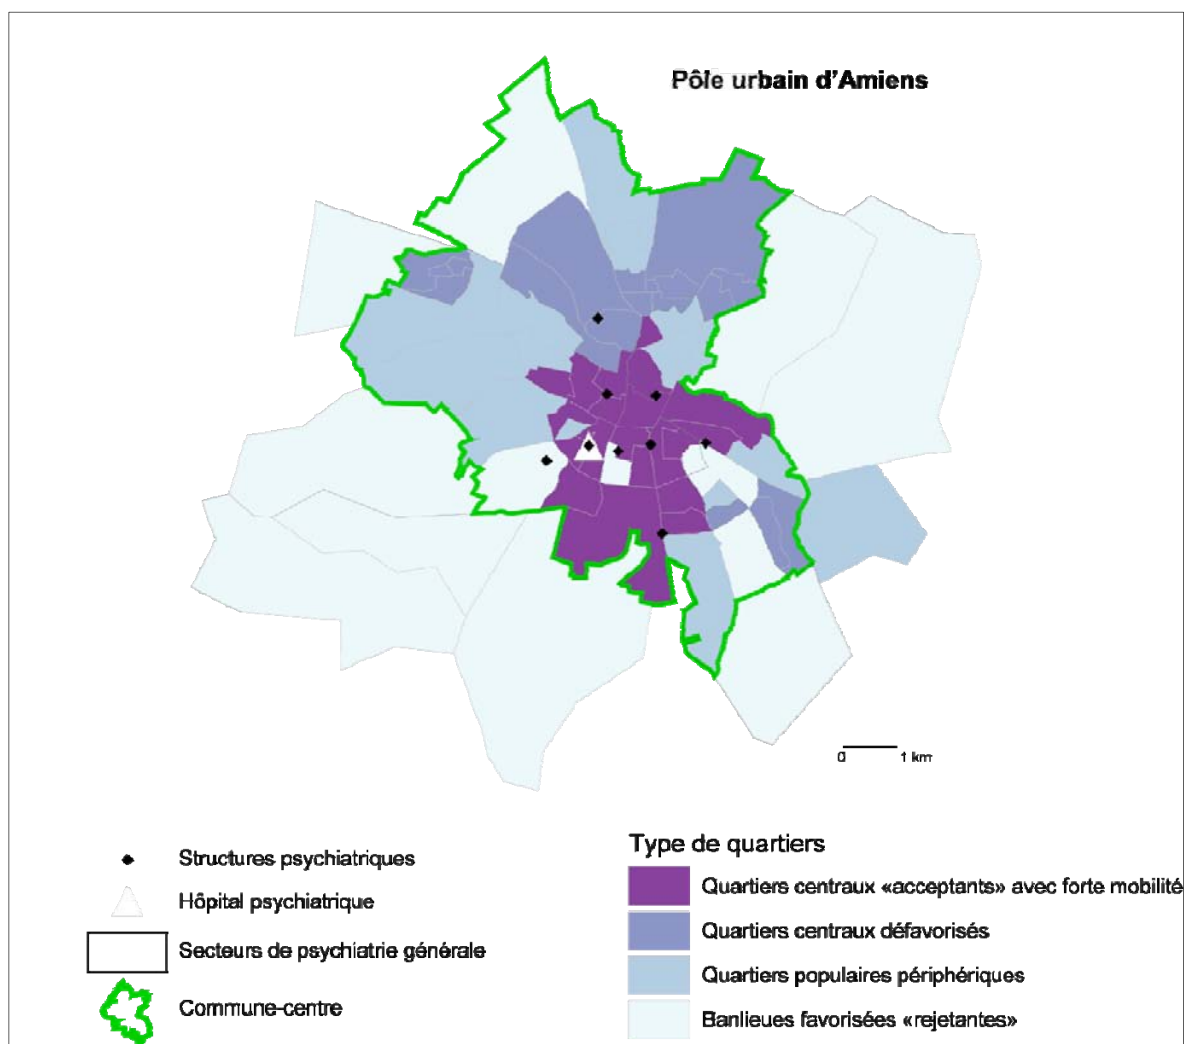 Pôle urbain d'Amiens
0 1 km
Structures psychiatriques
Hôpital psychiatrique
Secteurs de psychiatrie générale
Commune-centre
Type de quartiers
Quartiers centraux «acceptants» avec forte mobilité
Quartiers centraux défavorisés
Quartiers populaires périphériques
Banlieues favorisées «rejetantes»